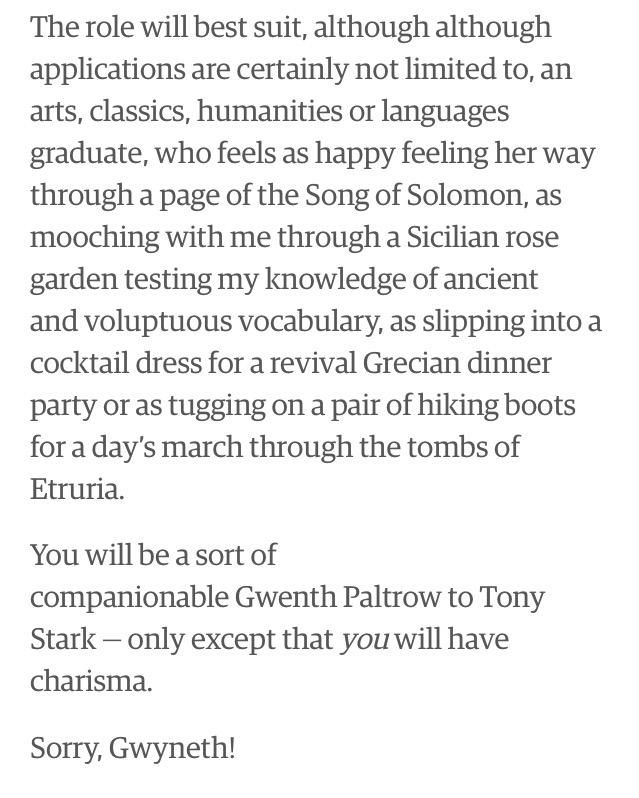 The role will best suit, although although
applications are certainly not limited to, an
arts, classics, humanities or languages
graduate, who feels as happy feeling her way
through a page of the Song of Solomon, as
mooching with me through a Sicilian rose
garden testing my knowledge of ancient
and voluptuous vocabulary, as slipping into a
cocktail dress for a revival Grecian dinner
party or as tugging on a pair of hiking boots
for a day’s march through the tombs of
Etruria.
You will be a sort of
companionable Gwenth Paltrow to Tony
Stark — only except that you will have
charisma.
Sorry, Gwyneth!